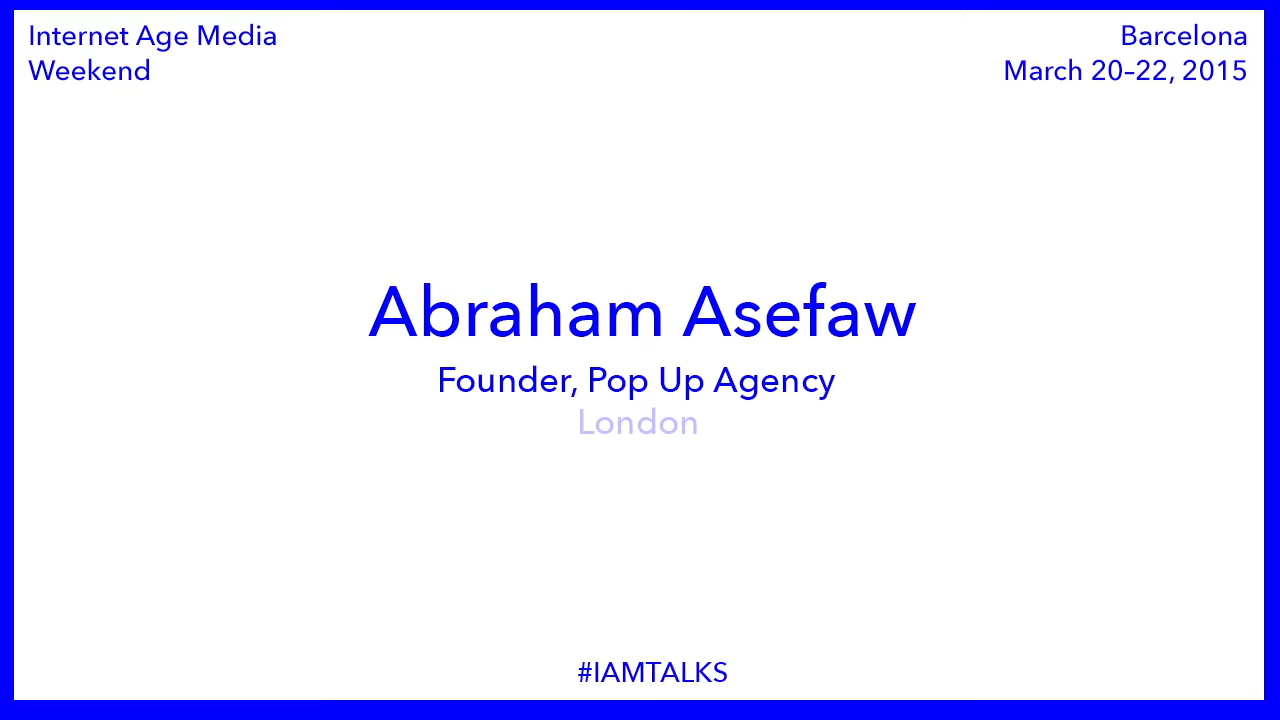 Internet Age Media
Weekend
Barcelona
March 20–22, 2015
Abraham Asefaw
Founder, Pop Up Agency
London
#IAMTALKS